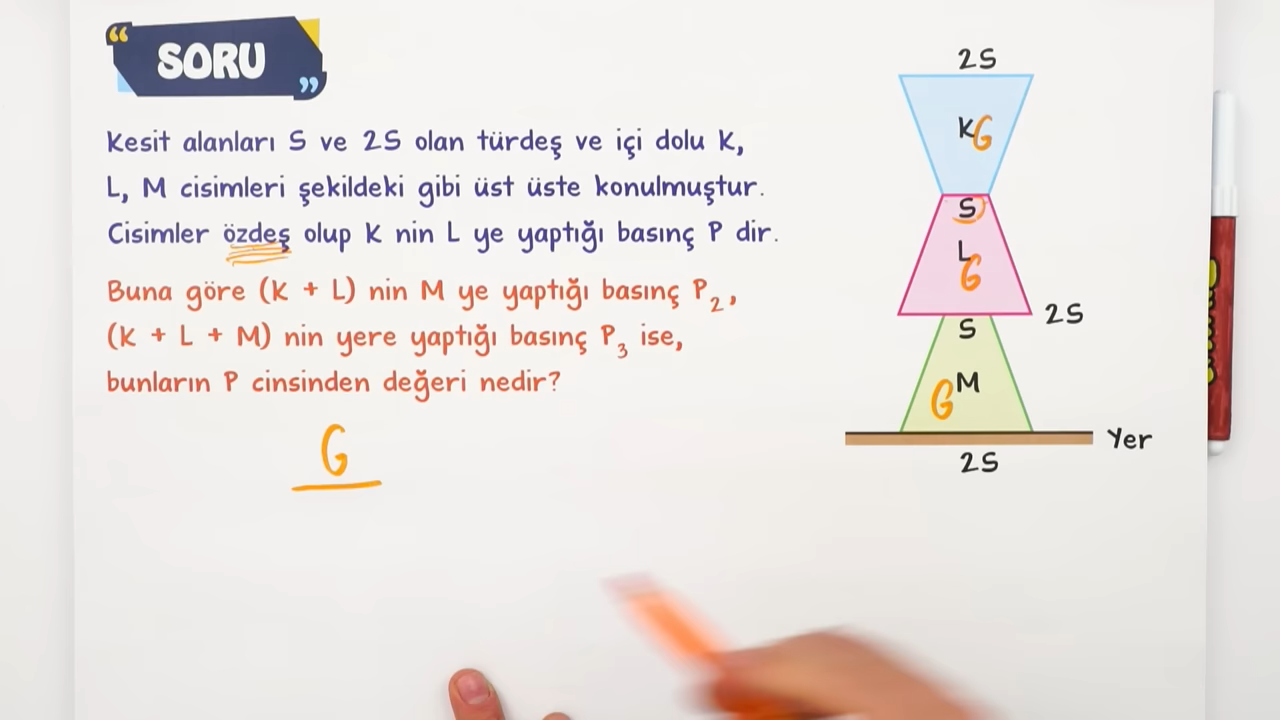 “ SORU ”
Kesit alanları S ve 2S olan türdeş ve içi dolu K,
L, M cisimleri şekildeki gibi üst üste konulmuştur.
Cisimler özdeş olup K nin L ye yaptığı basınç P dir.
Buna göre (K + L) nin M ye yaptığı basınç P₂,
(K + L + M) nin yere yaptığı basınç P₃ ise,
bunların P cinsinden değeri nedir?
G
2S
K G
S
L
G
2S
S
G M
Yer
2S